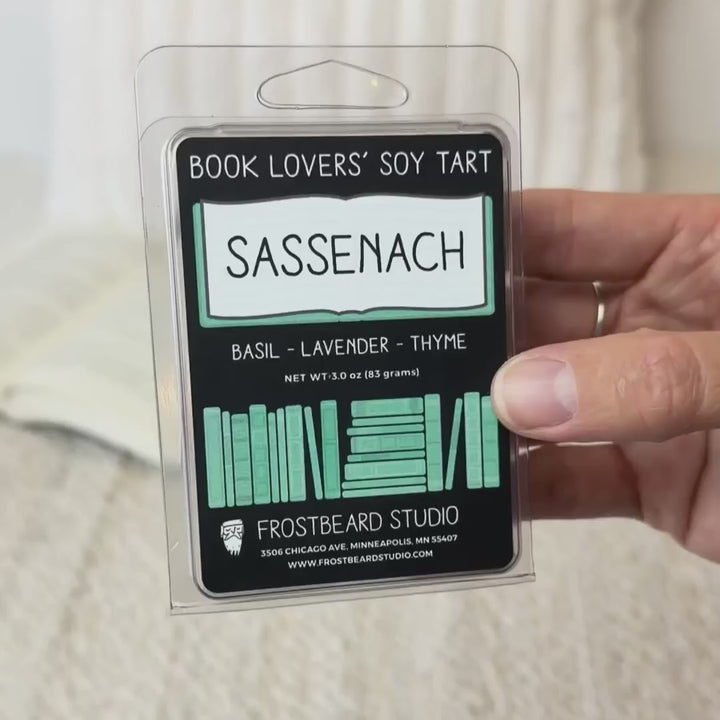 BOOK LOVERS' SOY TART
SASSENACH
BASIL - LAVENDER - THYME
NET WT·3.0 oz (83 grams)
FROSTBEARD STUDIO
3506 CHICAGO AVE, MINNEAPOLIS, MN 55407
WWW.FROSTBEARDSTUDIO.COM